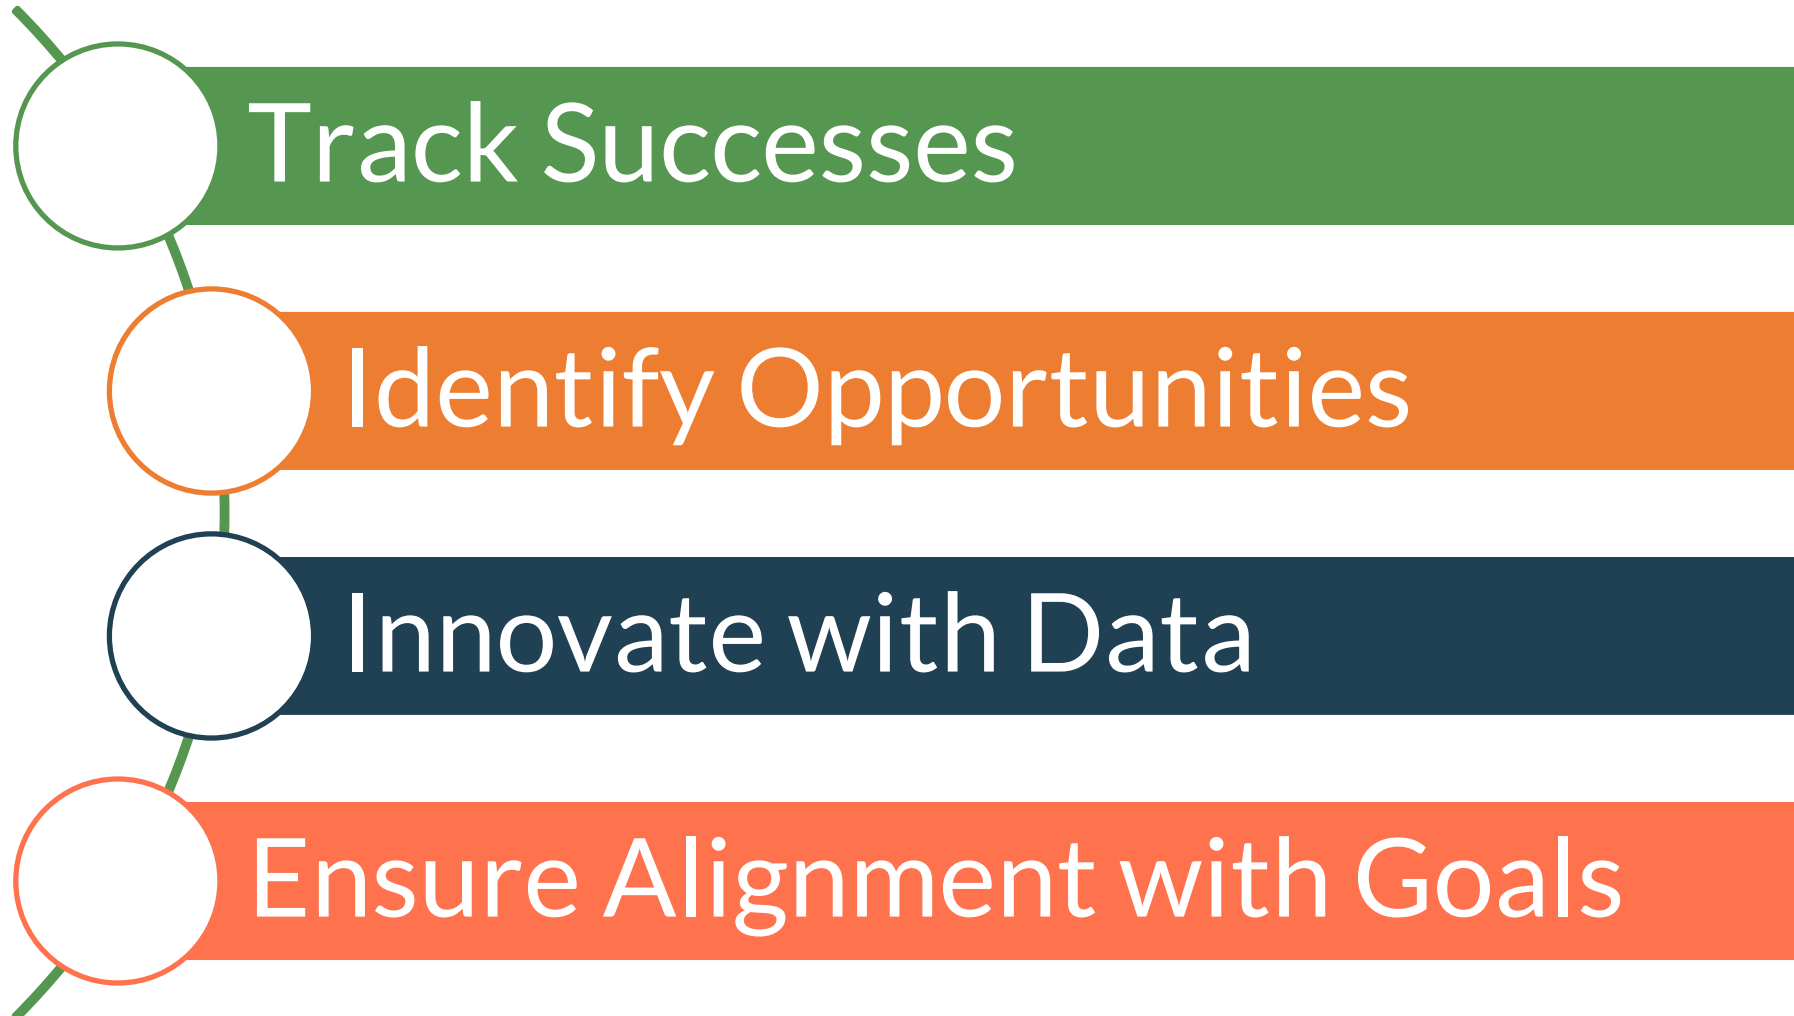 Track Successes
Identify Opportunities
Innovate with Data
Ensure Alignment with Goals